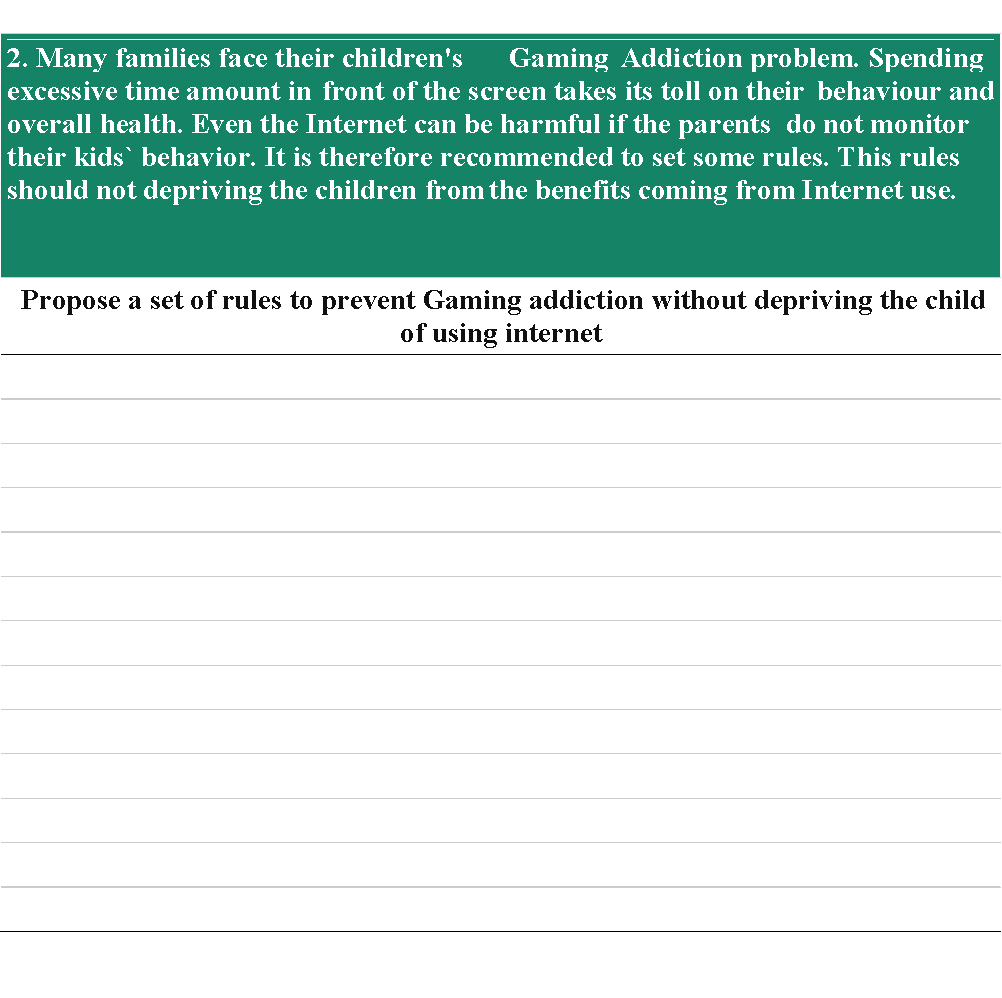 2. Many families face their children's Gaming Addiction problem. Spending
excessive time amount in front of the screen takes its toll on their behaviour and
overall health. Even the Internet can be harmful if the parents do not monitor
their kids` behavior. It is therefore recommended to set some rules. This rules
should not depriving the children from the benefits coming from Internet use.
Propose a set of rules to prevent Gaming addiction without depriving the child
of using internet